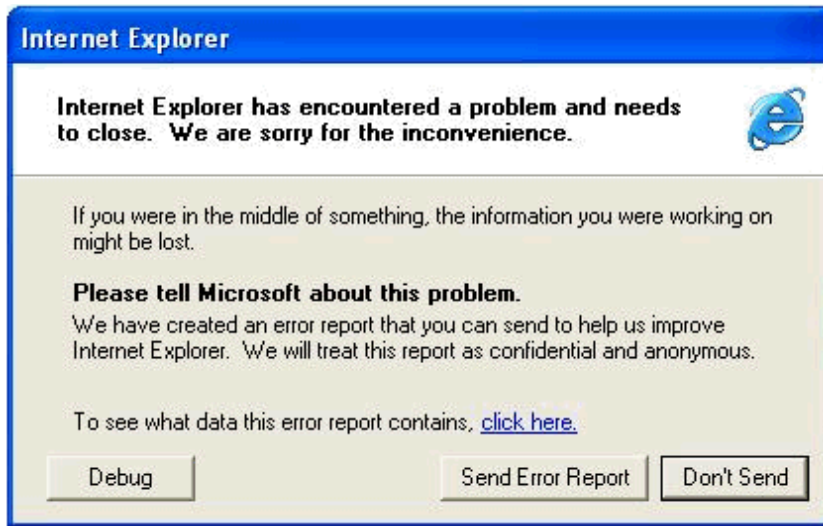 Internet Explorer
Internet Explorer has encountered a problem and needs
to close.  We are sorry for the inconvenience.
If you were in the middle of something, the information you were working on
might be lost.
Please tell Microsoft about this problem.
We have created an error report that you can send to help us improve
Internet Explorer.  We will treat this report as confidential and anonymous.
To see what data this error report contains, click here.
Debug
Send Error Report
Don't Send